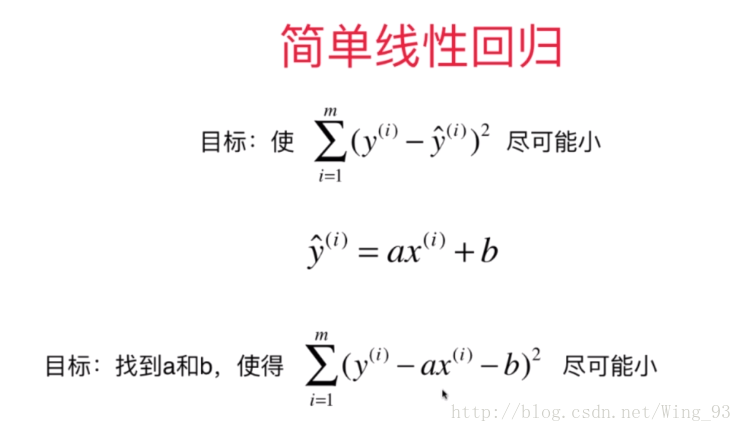 简单线性回归
目标：使 $\sum_{i=1}^{m}(y^{(i)} - \hat{y}^{(i)})^2$ 尽可能小
$\hat{y}^{(i)} = ax^{(i)} + b$
目标：找到a和b，使得 $\sum_{i=1}^{m}(y^{(i)} - ax^{(i)} - b)^2$ 尽可能小
http://blog.csdn.net/Wing_93